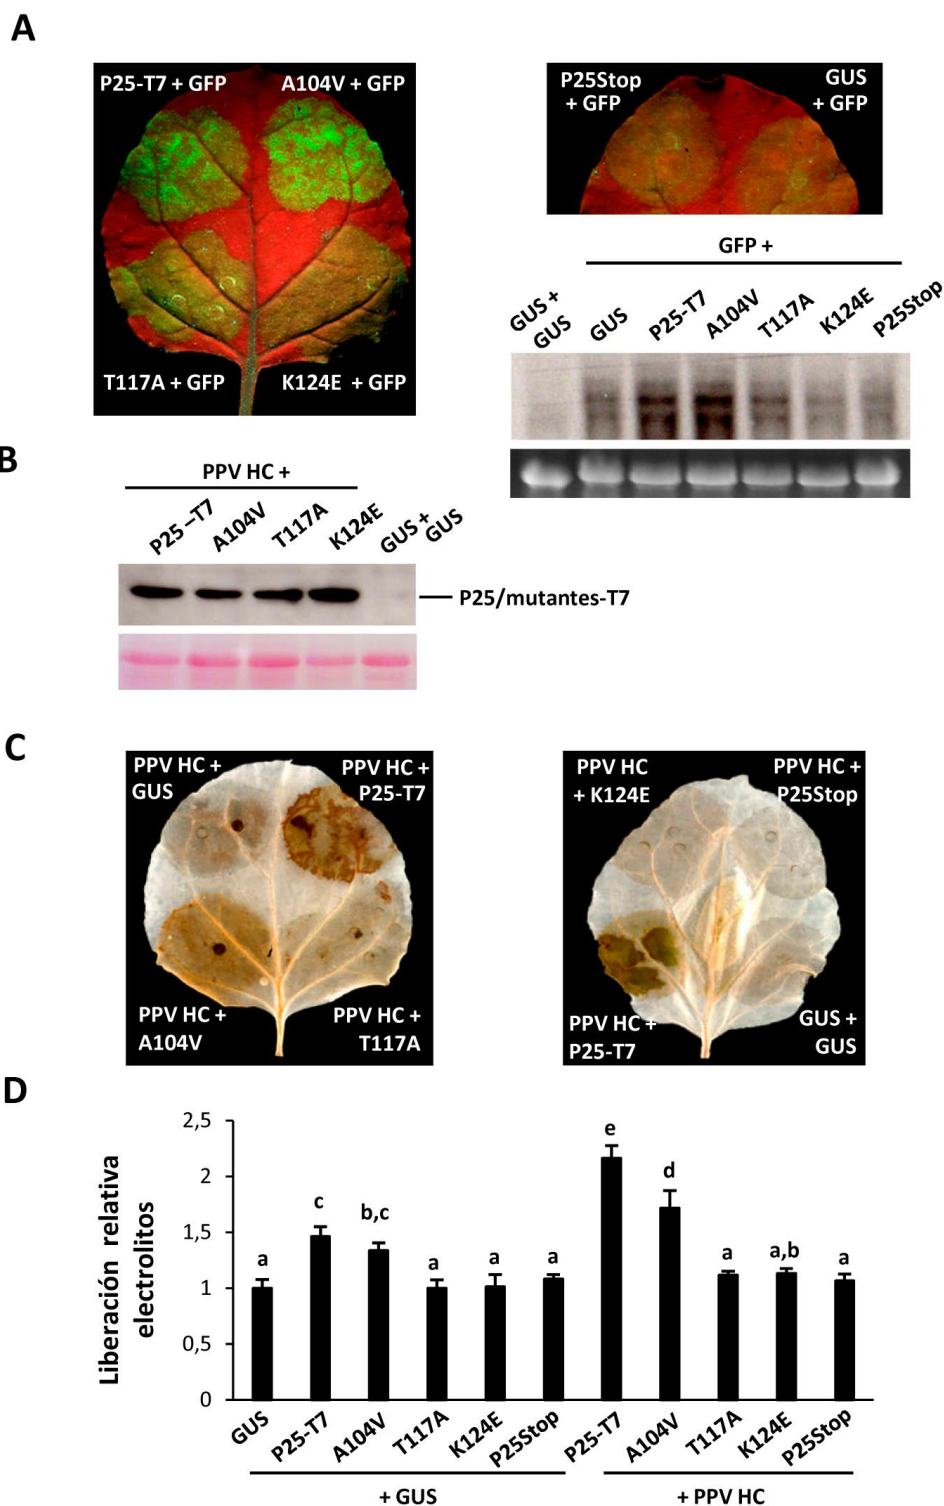 A
P25-T7 + GFP
A104V + GFP
T117A + GFP
K124E + GFP
P25Stop
+ GFP
GUS
+ GFP
GFP +
GUS +
GUS
GUS
P25-T7
A104V
T117A
K124E
P25Stop
B
PPV HC +
P25 –T7
A104V
T117A
K124E
GUS +
GUS
P25/mutantes-T7
C
PPV HC +
GUS
PPV HC +
P25-T7
PPV HC +
A104V
PPV HC +
T117A
PPV HC
+ K124E
PPV HC +
P25Stop
PPV HC +
P25-T7
GUS +
GUS
D
Liberación relativa
electrolitos
2,5
2
1,5
1
0,5
0
a
c
b,c
a
a
a
e
d
a
a,b
a
GUS
P25-T7
A104V
T117A
K124E
P25Stop
P25-T7
A104V
T117A
K124E
P25Stop
+ GUS
+ PPV HC